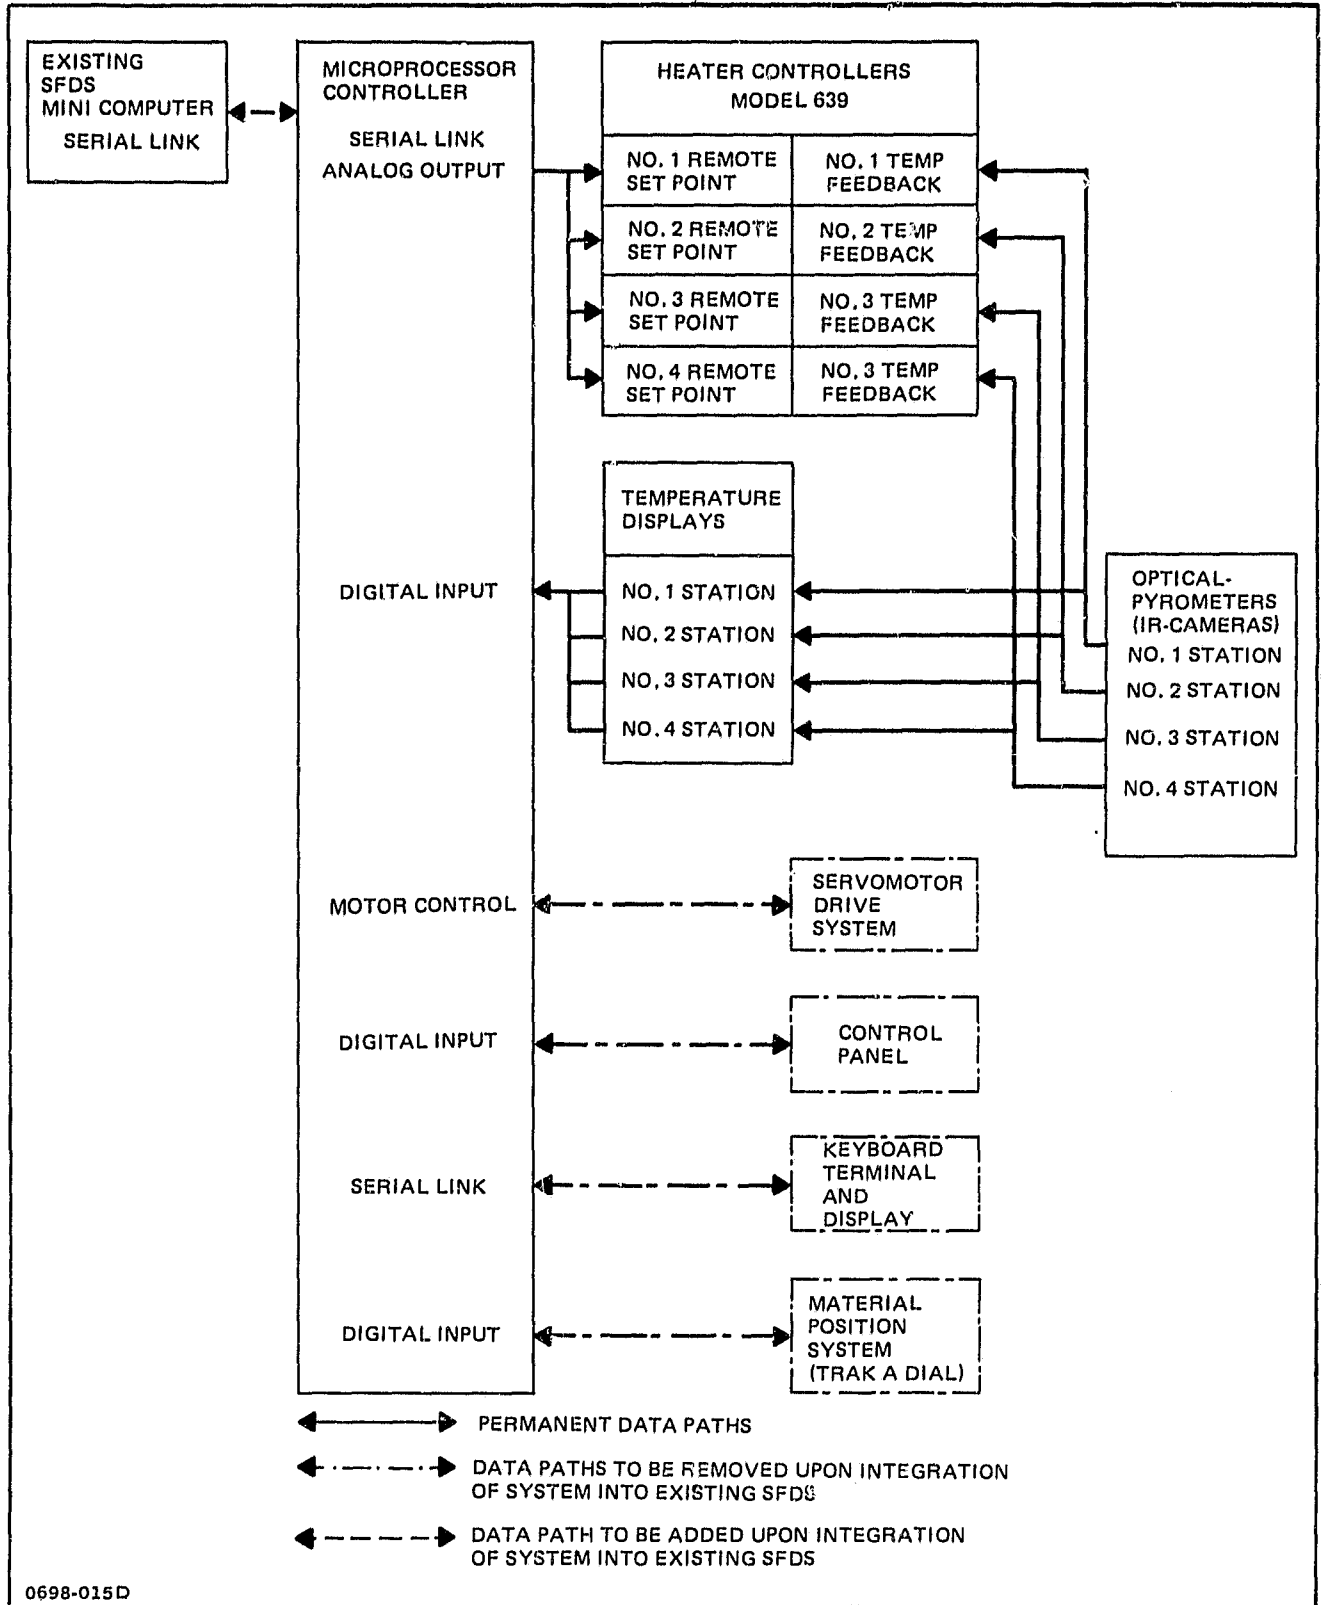 EXISTING
SFDS
MINI COMPUTER
SERIAL LINK
MICROPROCESSOR
CONTROLLER
SERIAL LINK
ANALOG OUTPUT
HEATER CONTROLLERS
MODEL 639
NO. 1 REMOTE
SET POINT
NO. 1 TEMP
FEEDBACK
NO. 2 REMOTE
SET POINT
NO. 2 TEMP
FEEDBACK
NO. 3 REMOTE
SET POINT
NO. 3 TEMP
FEEDBACK
NO. 4 REMOTE
SET POINT
NO. 3 TEMP
FEEDBACK
TEMPERATURE
DISPLAYS
DIGITAL INPUT
NO. 1 STATION
NO. 2 STATION
NO. 3 STATION
NO. 4 STATION
OPTICAL-
PYROMETERS
(IR-CAMERAS)
NO. 1 STATION
NO. 2 STATION
NO. 3 STATION
NO. 4 STATION
MOTOR CONTROL
SERVOMOTOR
DRIVE
SYSTEM
DIGITAL INPUT
CONTROL
PANEL
SERIAL LINK
KEYBOARD
TERMINAL
AND
DISPLAY
DIGITAL INPUT
MATERIAL
POSITION
SYSTEM
(TRAK A DIAL)
PERMANENT DATA PATHS
DATA PATHS TO BE REMOVED UPON INTEGRATION
OF SYSTEM INTO EXISTING SFDS
DATA PATH TO BE ADDED UPON INTEGRATION
OF SYSTEM INTO EXISTING SFDS
0698-015D